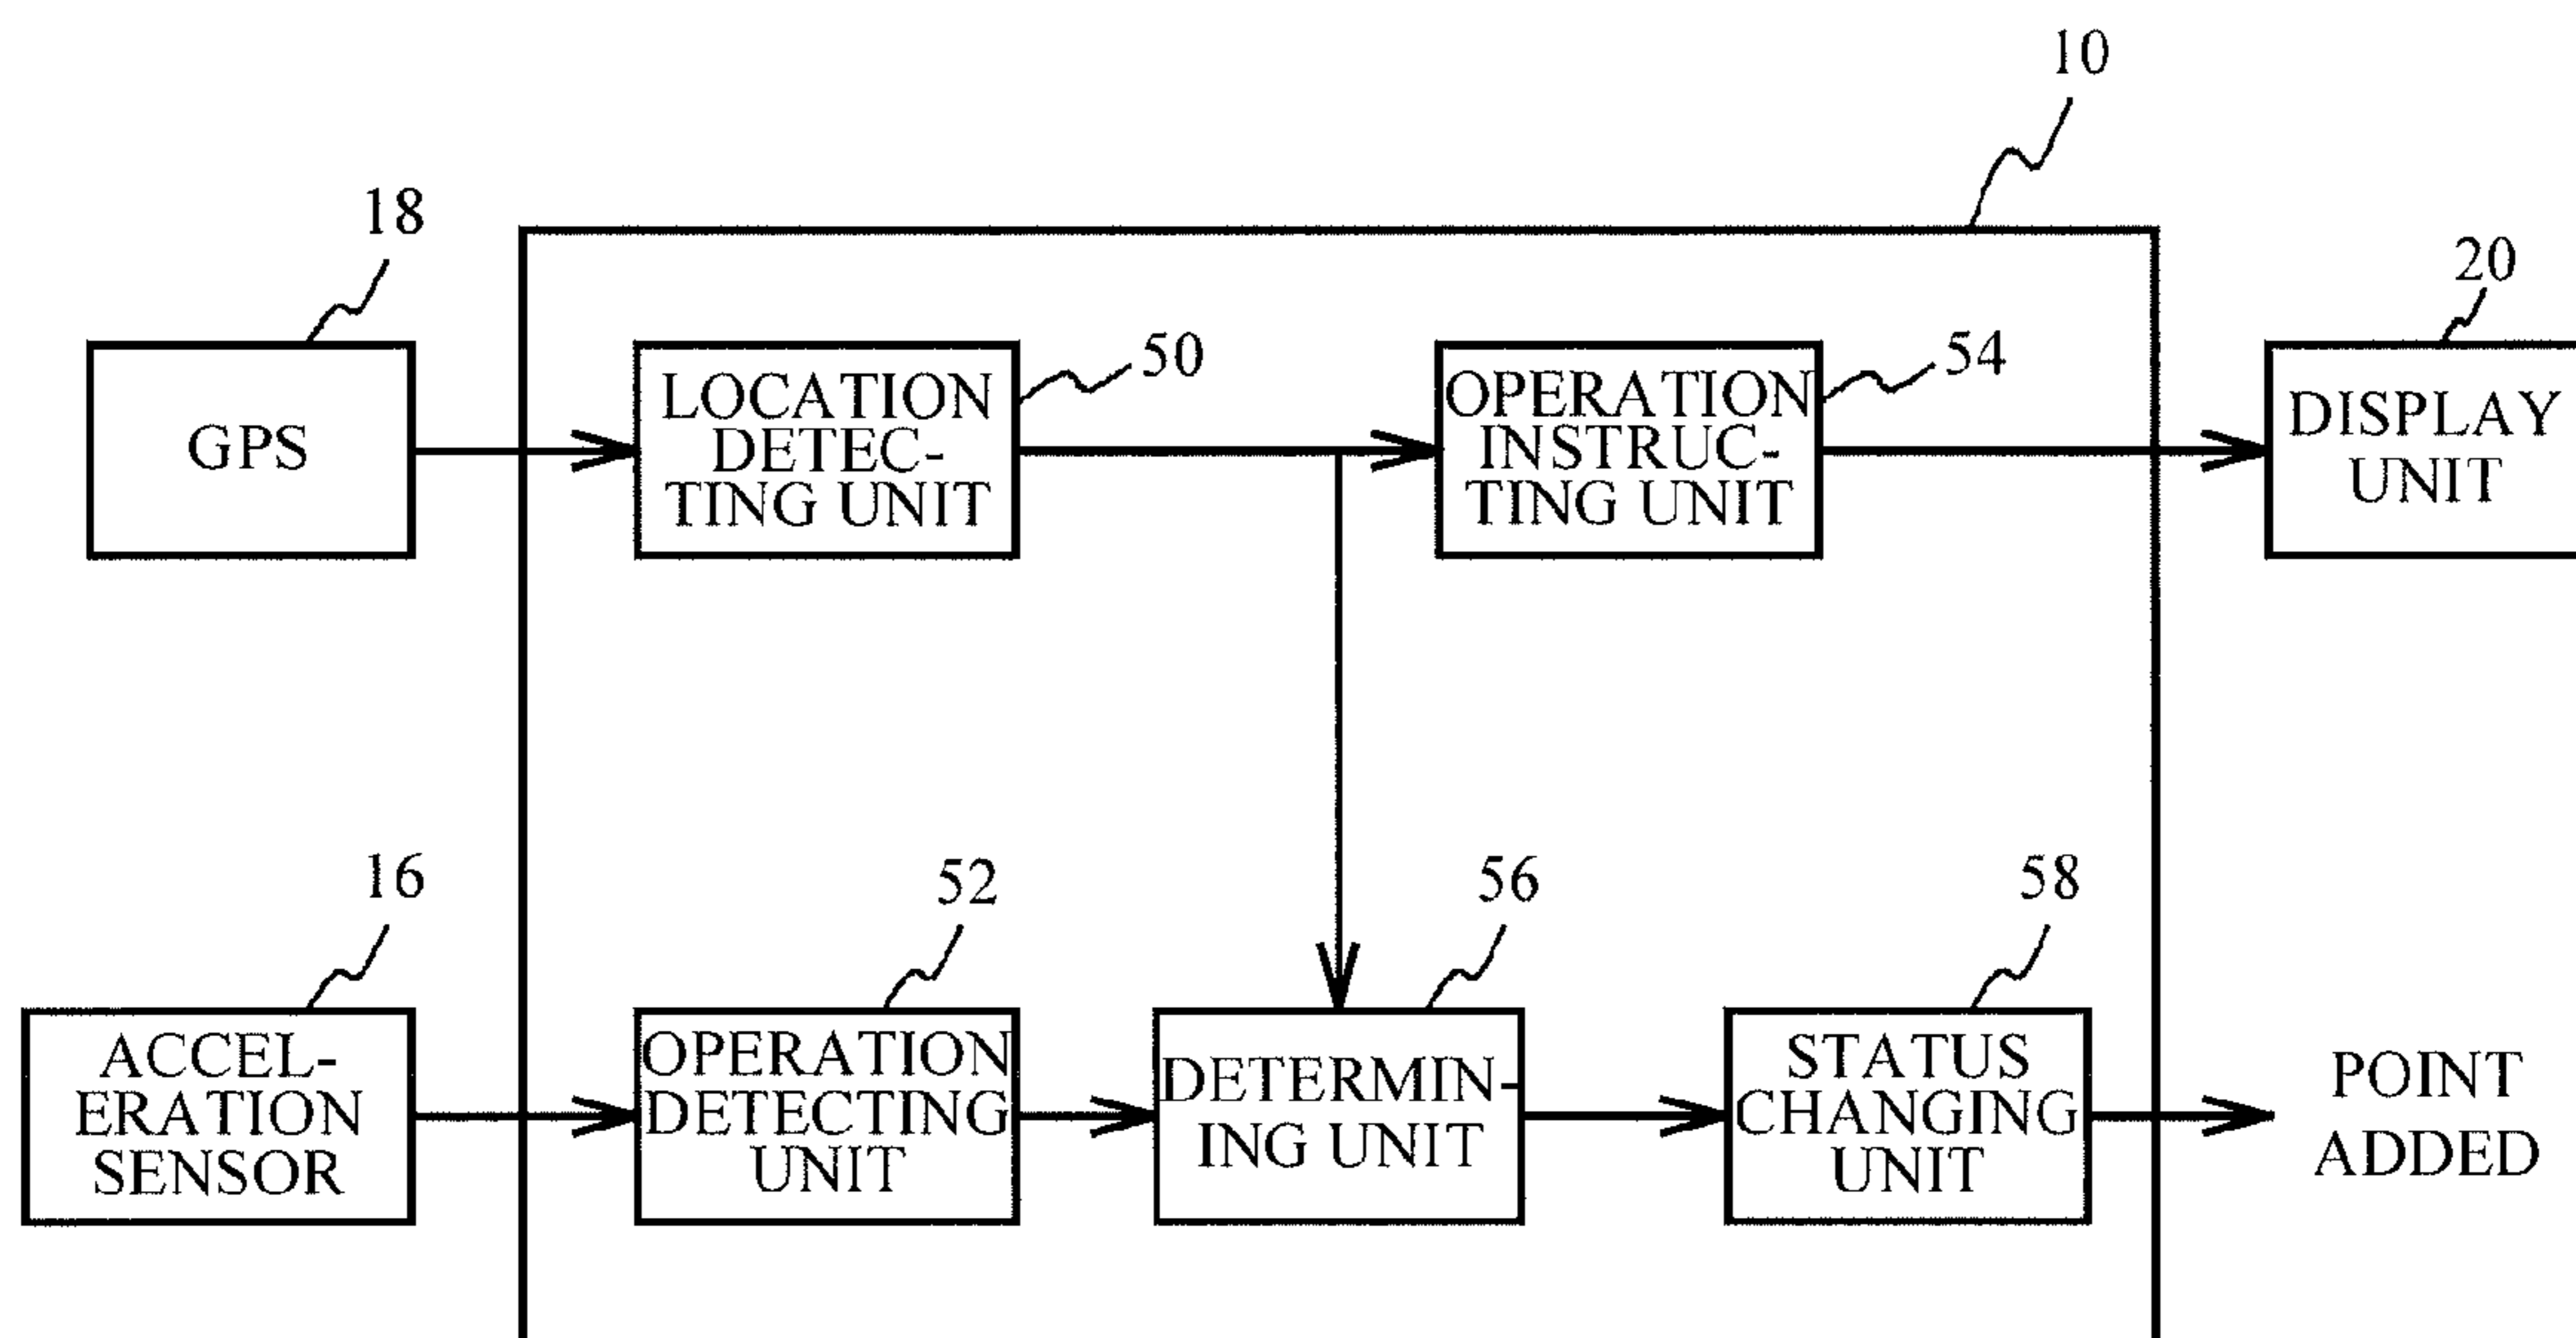 10
18
20
50
54
GPS
LOCATION
DETEC-
TING UNIT
OPERATION
INSTRUC-
TING UNIT
DISPLAY
UNIT
16
52
56
58
ACCEL-
ERATION
SENSOR
OPERATION
DETECTING
UNIT
DETERMIN-
ING UNIT
STATUS
CHANGING
UNIT
POINT
ADDED